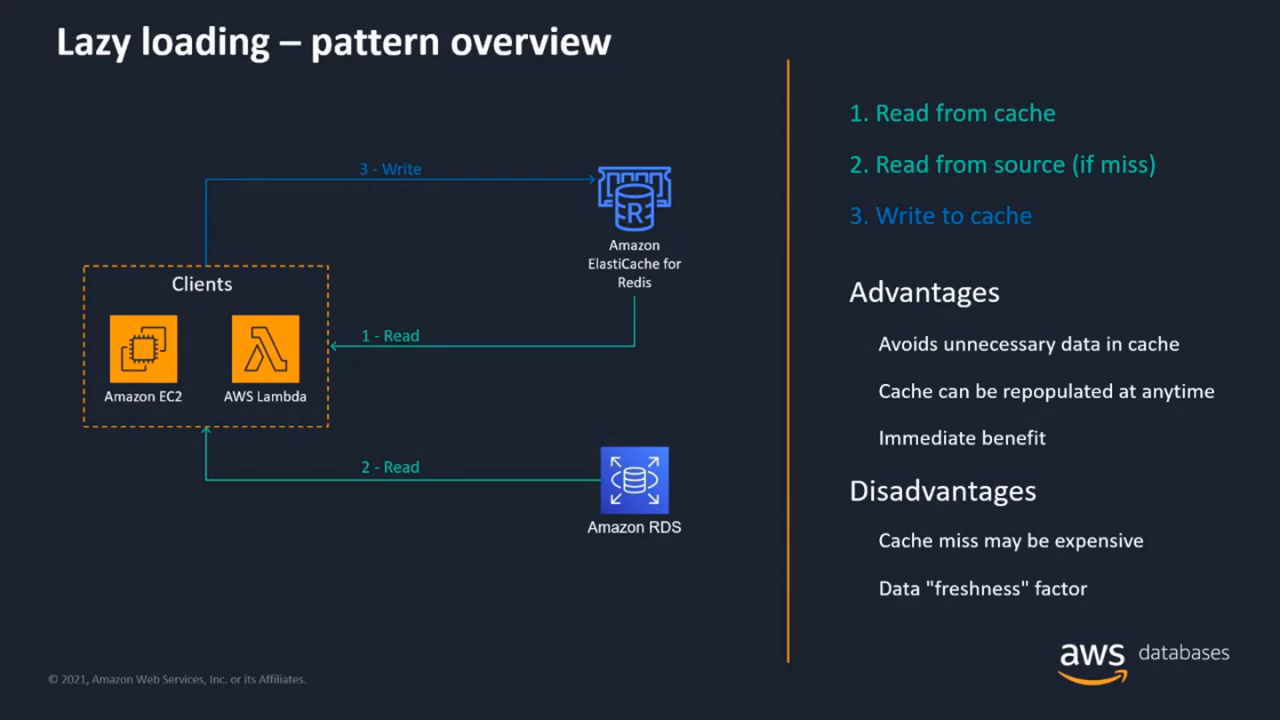 Lazy loading – pattern overview
3 - Write
Amazon
ElastiCache for
Redis
Clients
Amazon EC2
AWS Lambda
1 - Read
2 - Read
Amazon RDS
1. Read from cache
2. Read from source (if miss)
3. Write to cache
Advantages
Avoids unnecessary data in cache
Cache can be repopulated at anytime
Immediate benefit
Disadvantages
Cache miss may be expensive
Data "freshness" factor
© 2021, Amazon Web Services, Inc. or its Affiliates.
aws databases
R